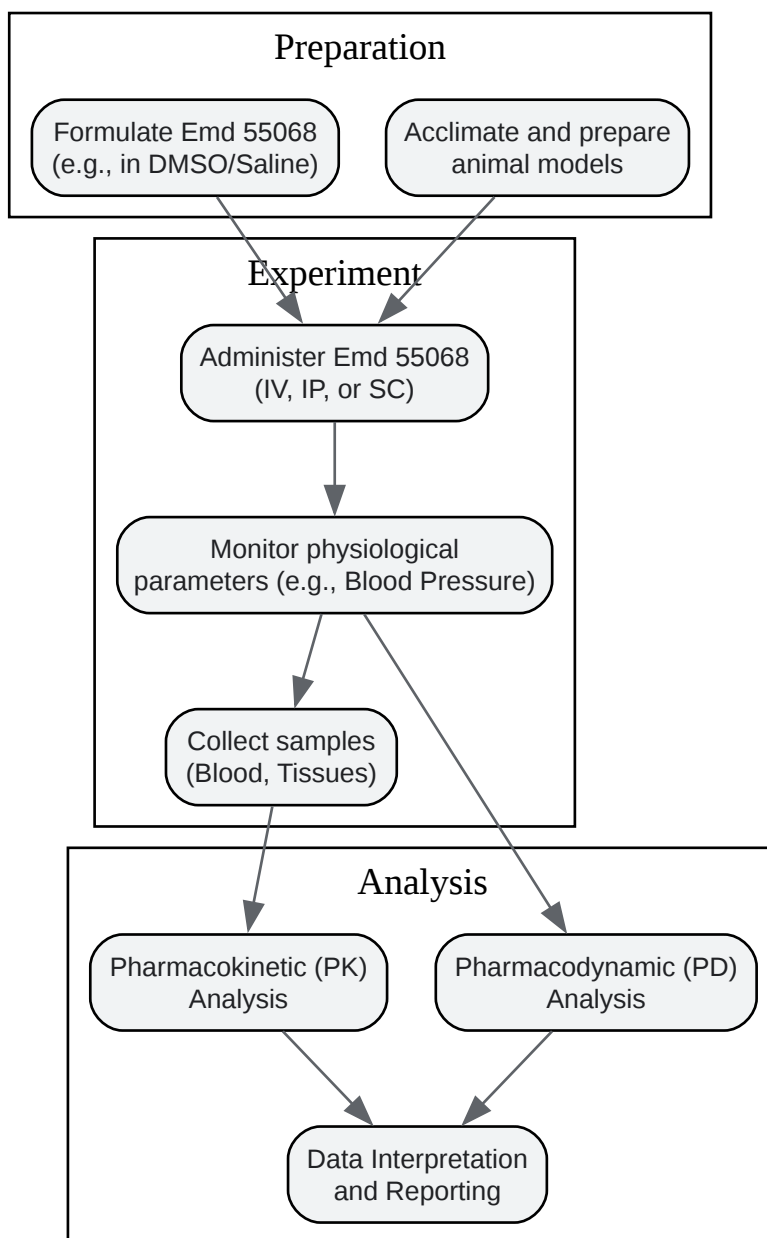 Preparation
Formulate Emd 55068
(e.g., in DMSO/Saline)
Acclimate and prepare
animal models
Experiment
Administer Emd 55068
(IV, IP, or SC)
Monitor physiological
parameters (e.g., Blood Pressure)
Collect samples
(Blood, Tissues)
Analysis
Pharmacokinetic (PK)
Analysis
Pharmacodynamic (PD)
Analysis
Data Interpretation
and Reporting